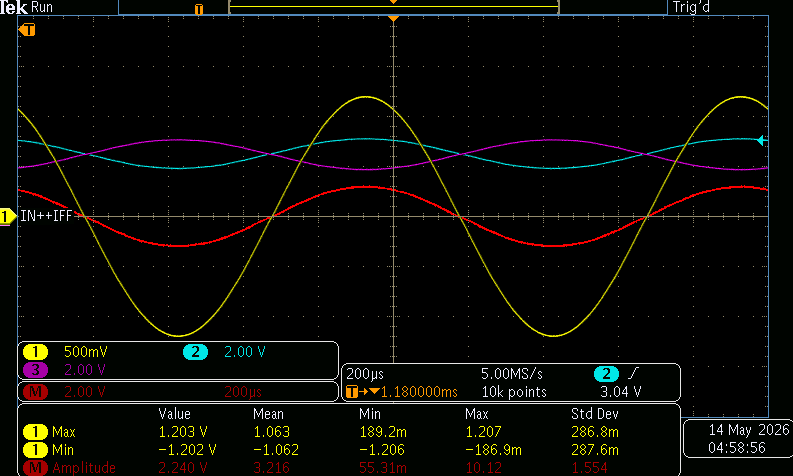 Tek Run Trig'd
T
T
1 IN++IFF
1 500mV 2 2.00 V
3 2.00 V
M 2.00 V 200µs
200µs 5.00MS/s 2
T 1.180000ms 10k points 3.04 V
Value Mean Min Max Std Dev
1 Max 1.203 V 1.063 189.2m 1.207 286.8m
1 Min −1.202 V −1.062 −1.206 −186.9m 287.6m
M Amplitude 2.240 V 3.216 55.31m 10.12 1.554
14 May 2026
04:58:56